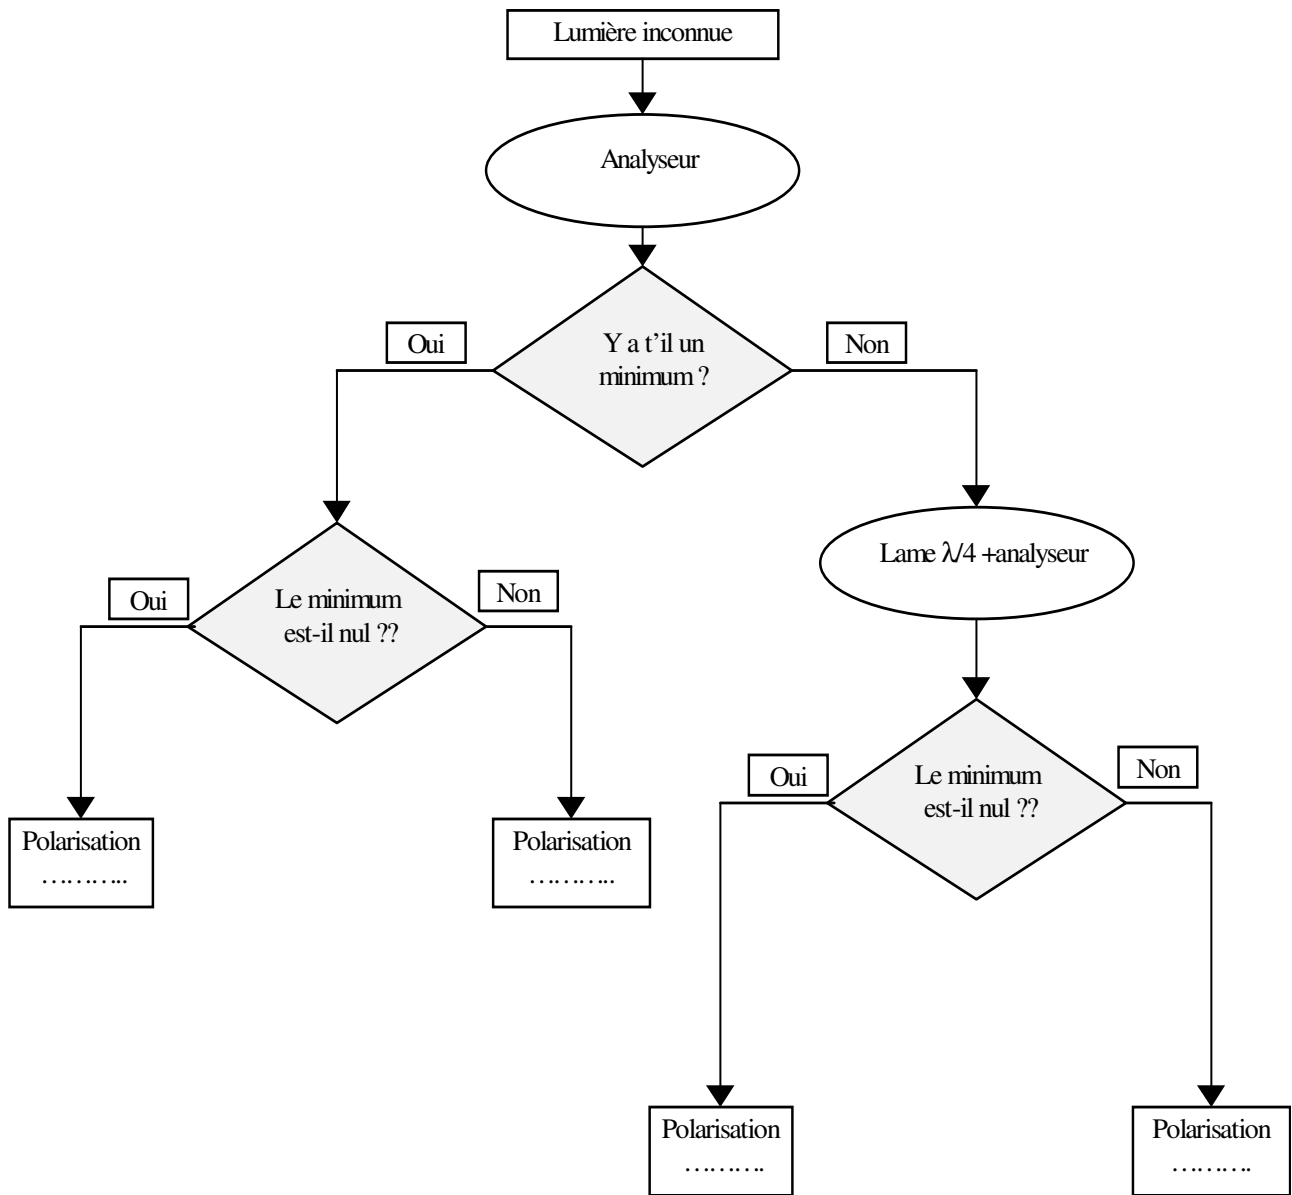 Lumière inconnue
Analyseur
Oui
Y a t'il un
minimum ?
Non
Lame λ/4 +analyseur
Oui
Le minimum
est-il nul ??
Non
Oui
Le minimum
est-il nul ??
Non
Polarisation
………..
Polarisation
………..
Polarisation
……….
Polarisation
……….